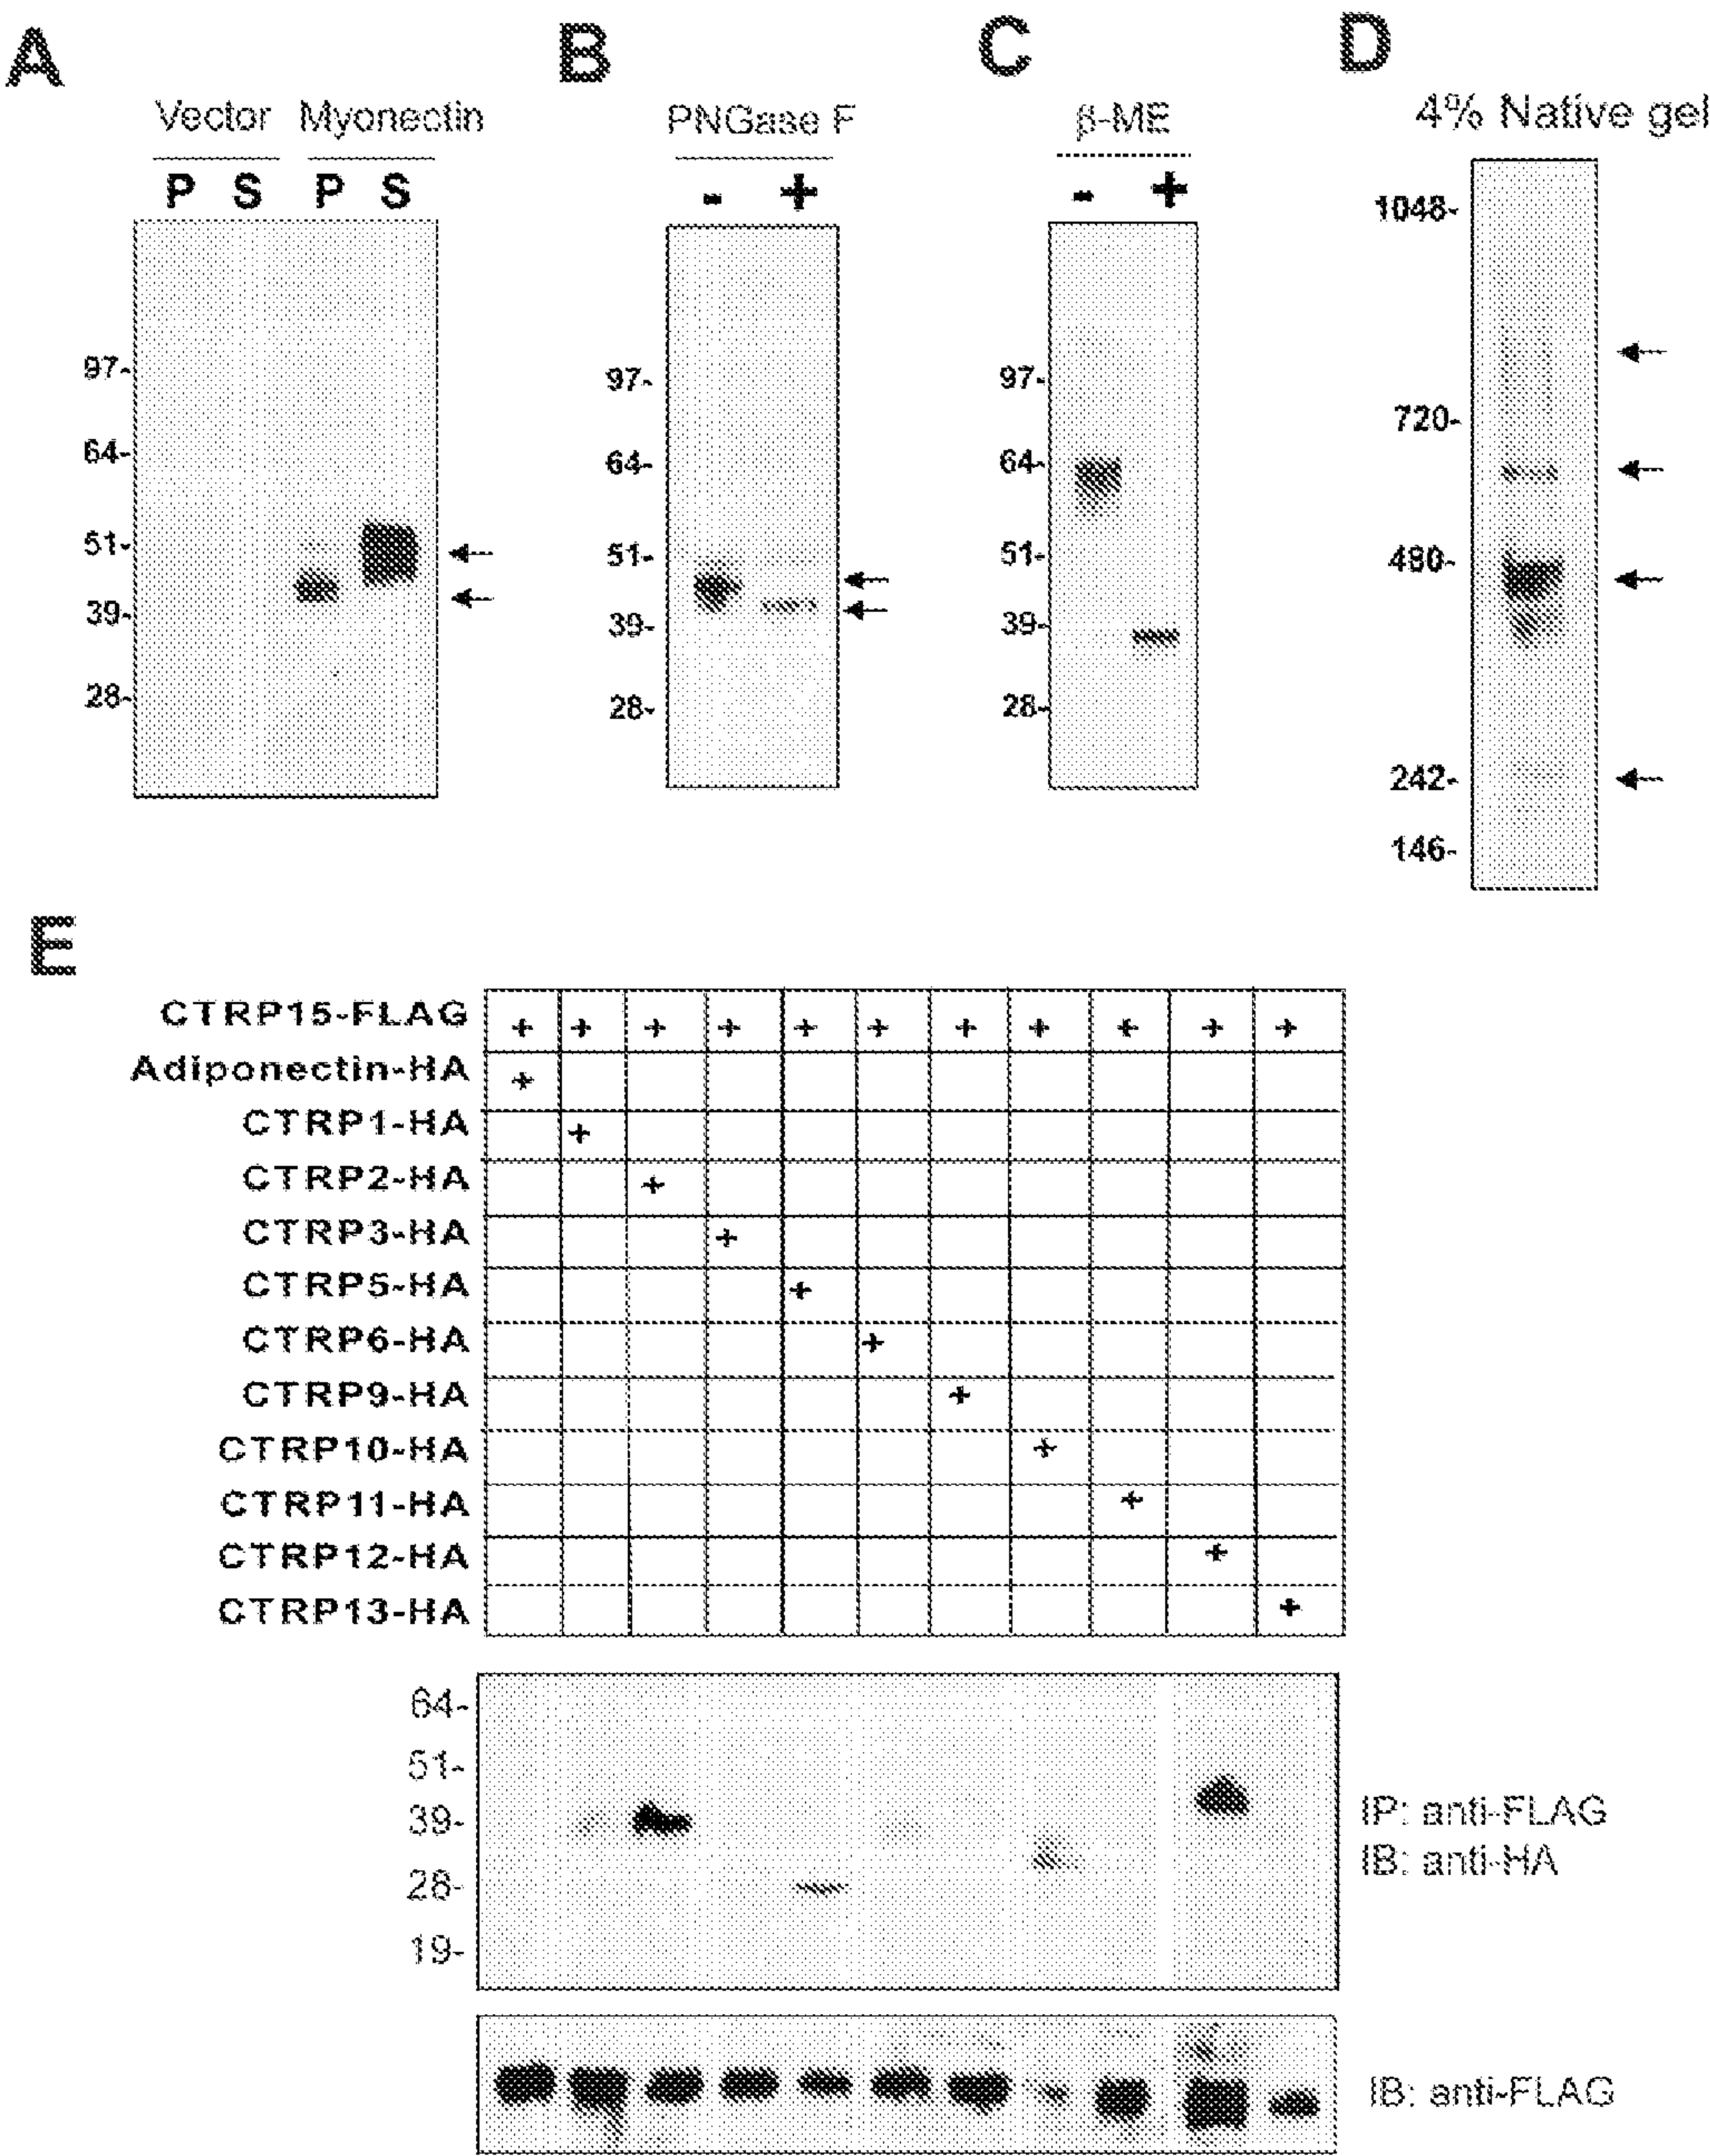 A
Vector Myonectin
P S P S
97-
64-
51-
39-
28-
B
PNGase F
- +
97-
64-
51-
39-
28-
C
β-ME
- +
97-
64-
51-
39-
28-
D
4% Native gel
1048-
720-
480-
242-
146-
E
CTRP15-FLAG + + + + + + + + + + +
Adiponectin-HA +
CTRP1-HA +
CTRP2-HA +
CTRP3-HA +
CTRP5-HA +
CTRP6-HA +
CTRP9-HA +
CTRP10-HA +
CTRP11-HA +
CTRP12-HA +
CTRP13-HA +
64-
51-
39-
28-
19-
IP: anti-FLAG
IB: anti-HA
IB: anti-FLAG